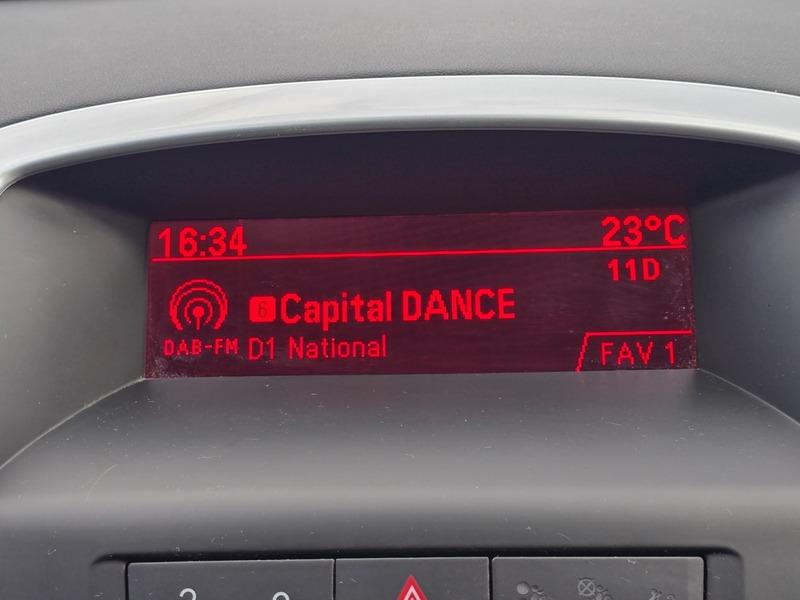 16:34 23°C
11D
6 Capital DANCE
DAB-FM D1 National FAV 1